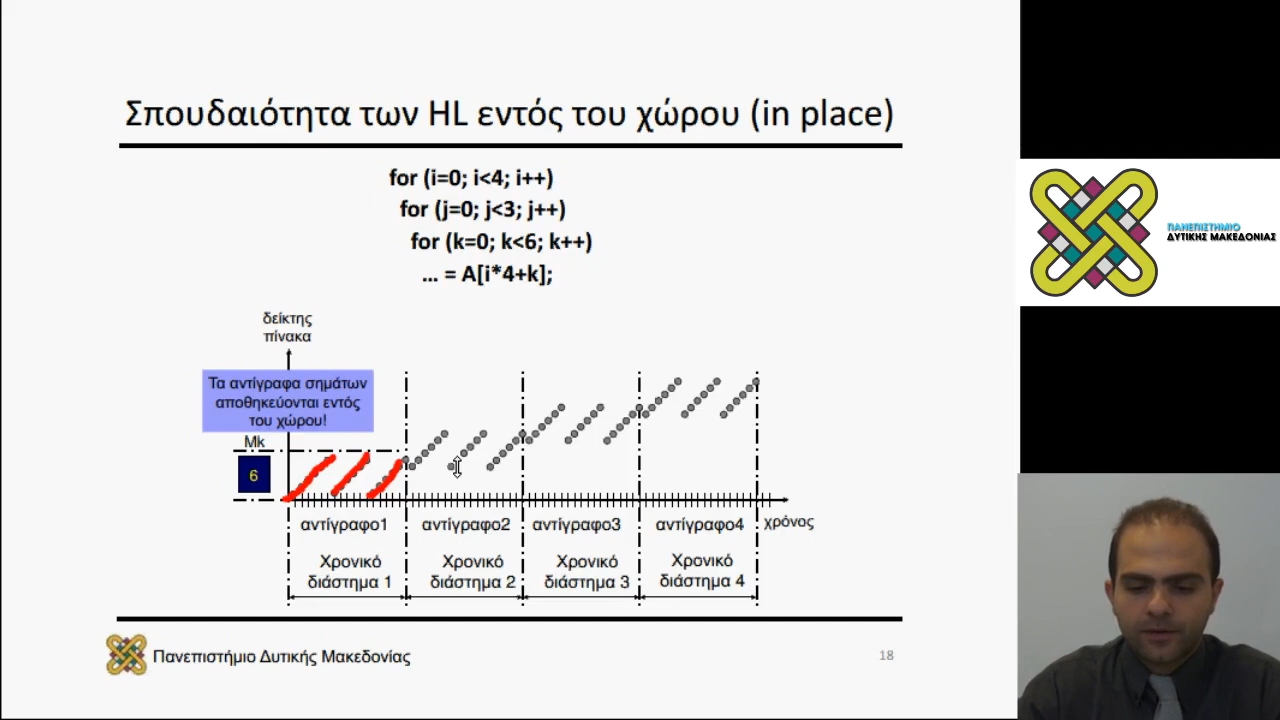 Σπουδαιότητα των HL εντός του χώρου (in place)
for (i=0; i<4; i++)
for (j=0; j<3; j++)
for (k=0; k<6; k++)
... = A[i*4+k];
δείκτης
πίνακα
Τα αντίγραφα σημάτων
αποθηκεύονται εντός
του χώρου!
Mk
6
αντίγραφο1 αντίγραφο2 αντίγραφο3 αντίγραφο4 χρόνος
Χρονικό Χρονικό Χρονικό Χρονικό
διάστημα 1 διάστημα 2 διάστημα 3 διάστημα 4
Πανεπιστήμιο Δυτικής Μακεδονίας
18
ΠΑΝΕΠΙΣΤΗΜΙΟ
ΔΥΤΙΚΗΣ ΜΑΚΕΔΟΝΙΑΣ